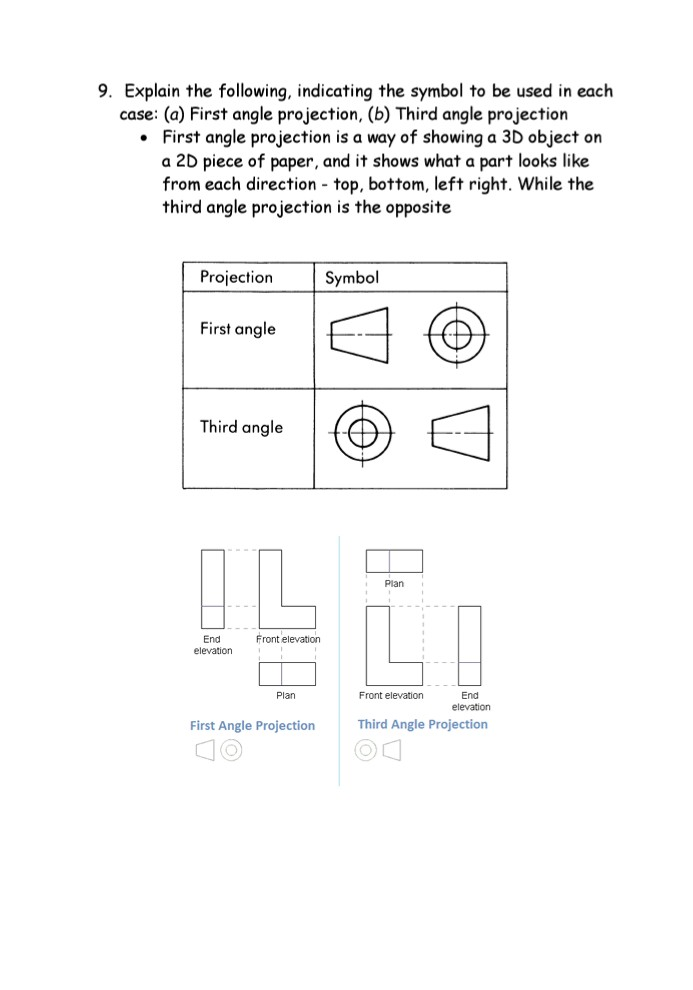 9. Explain the following, indicating the symbol to be used in each
case: (a) First angle projection, (b) Third angle projection
• First angle projection is a way of showing a 3D object on
a 2D piece of paper, and it shows what a part looks like
from each direction - top, bottom, left right. While the
third angle projection is the opposite
Projection Symbol
First angle
Third angle
End
elevation
Front elevation
Plan
First Angle Projection
Plan
Front elevation
End
elevation
Third Angle Projection